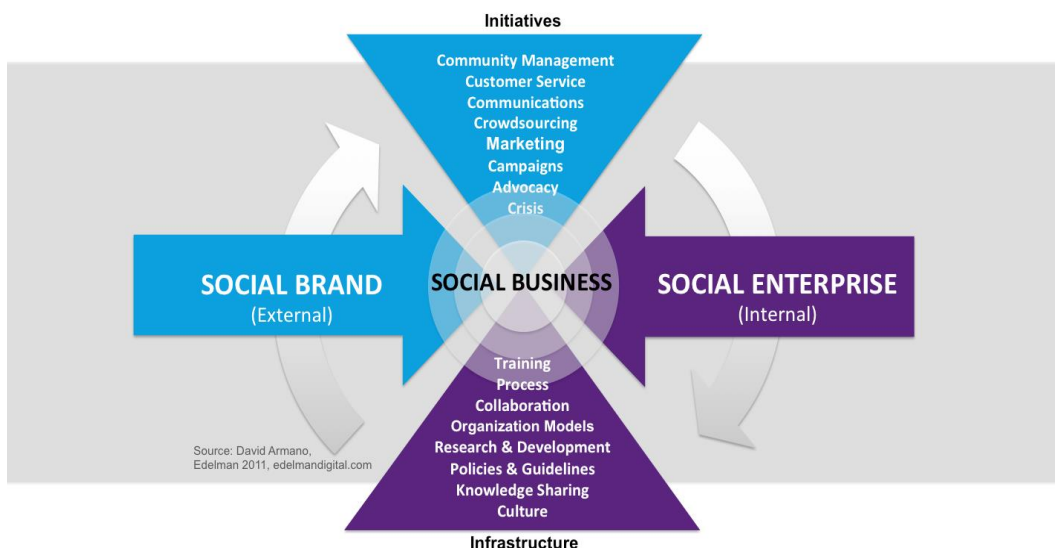 Initiatives
Community Management
Customer Service
Communications
Crowdsourcing
Marketing
Campaigns
Advocacy
Crisis
SOCIAL BRAND
(External)
SOCIAL BUSINESS
SOCIAL ENTERPRISE
(Internal)
Training
Process
Collaboration
Organization Models
Research & Development
Policies & Guidelines
Knowledge Sharing
Culture
Source: David Armano,
Edelman 2011, edelmandigital.com
Infrastructure